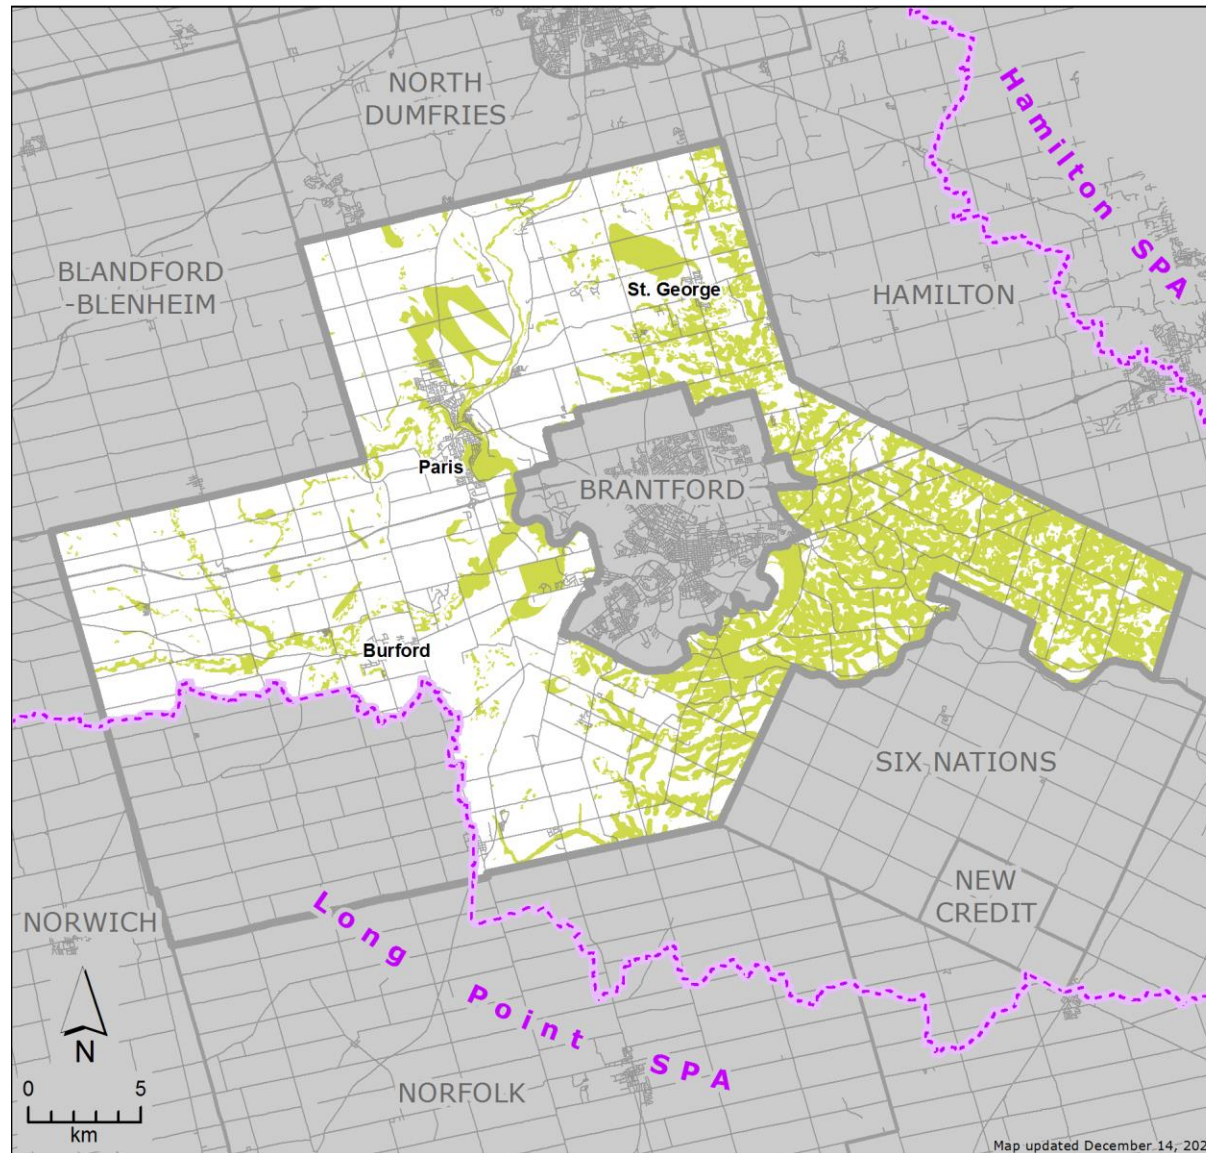 NORTH
DUMFRIES
Hamilton SPA
BLANDFORD
-BLENHEIM
St. George
HAMILTON
Paris
BRANTFORD
Burford
SIX NATIONS
NEW
CREDIT
NORWICH
Long Point SPA
N
0 5
km
NORFOLK
Map updated December 14, 202